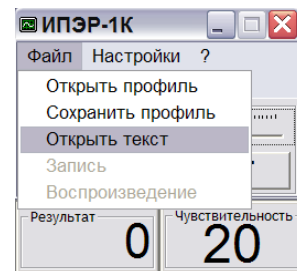 ИПЭР-1К
Файл Настройки ?
Открыть профиль
Сохранить профиль
Открыть текст
Запись
Воспроизведение
Результат Чувствительность
0 20